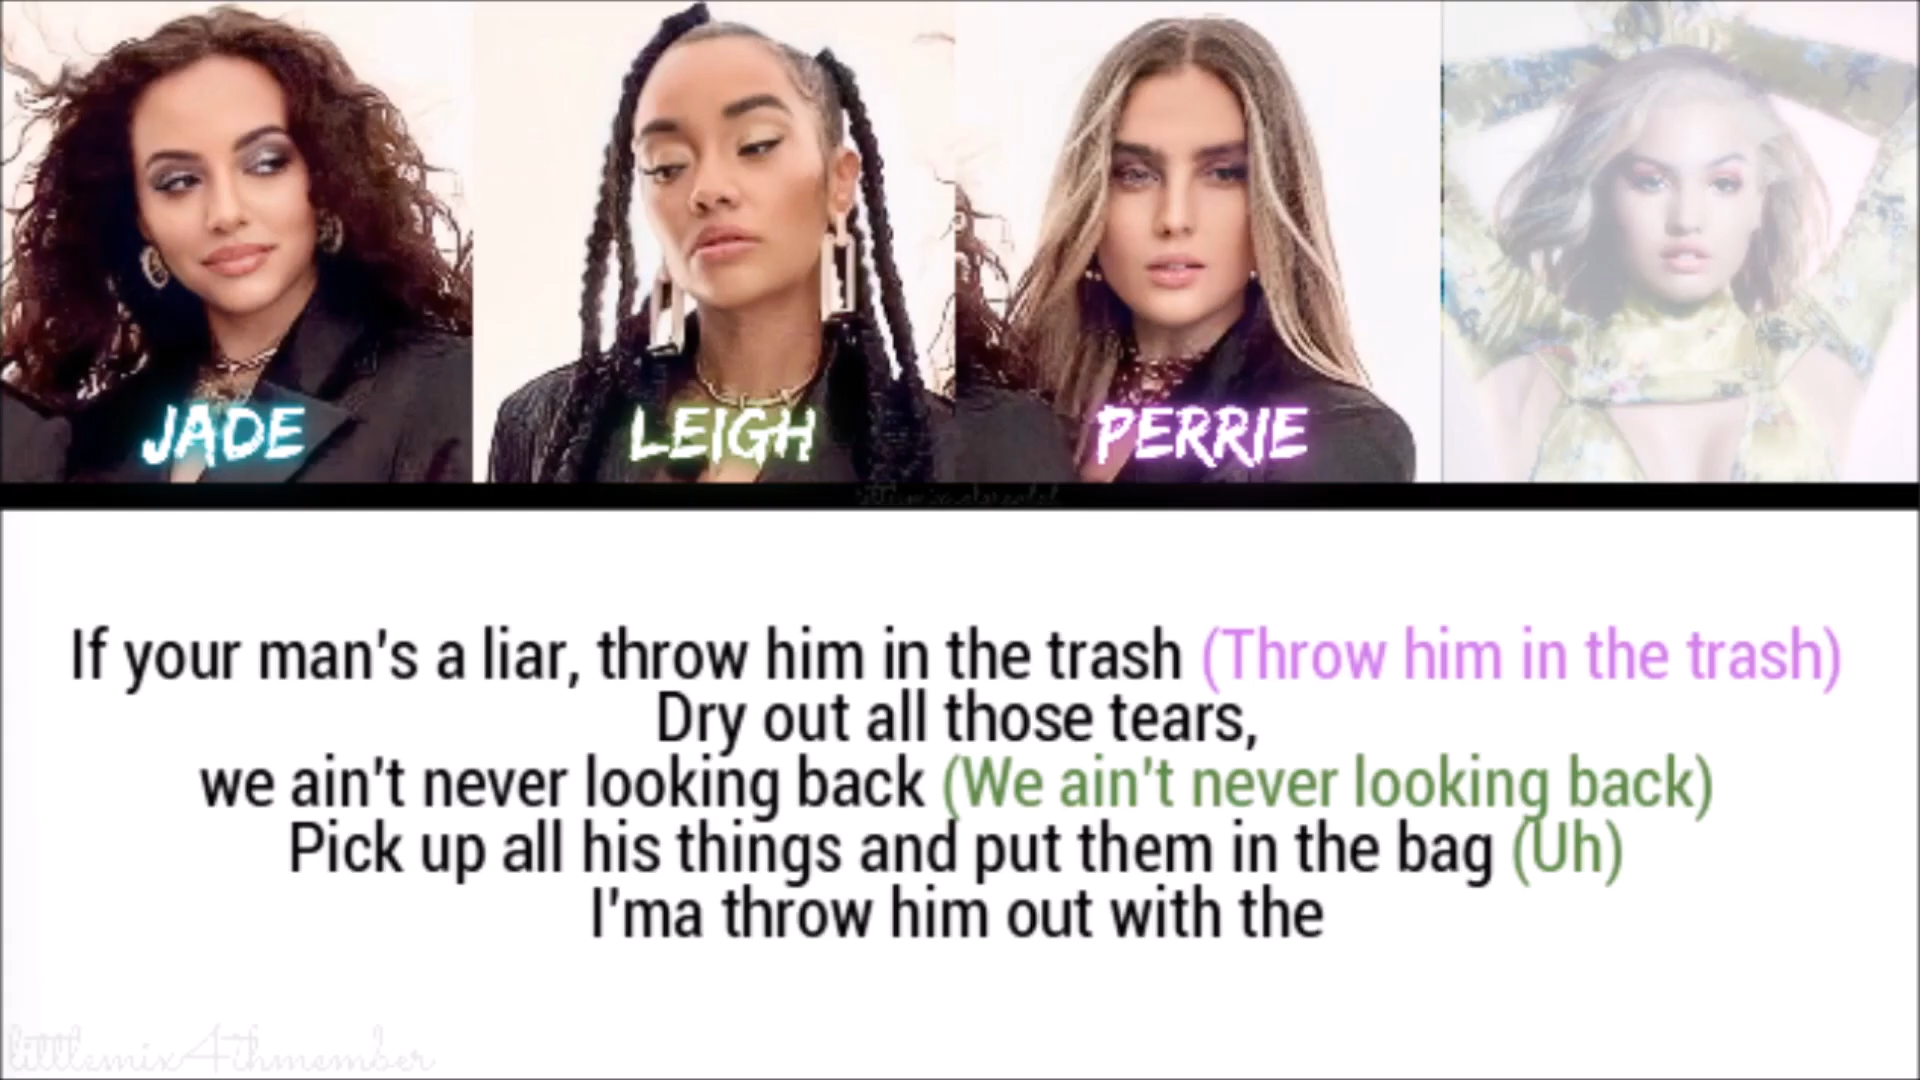 JADE
LEIGH
PERRIE
If your man's a liar, throw him in the trash (Throw him in the trash)
Dry out all those tears,
we ain't never looking back (We ain't never looking back)
Pick up all his things and put them in the bag (Uh)
I'ma throw him out with the
littlemix4thmember